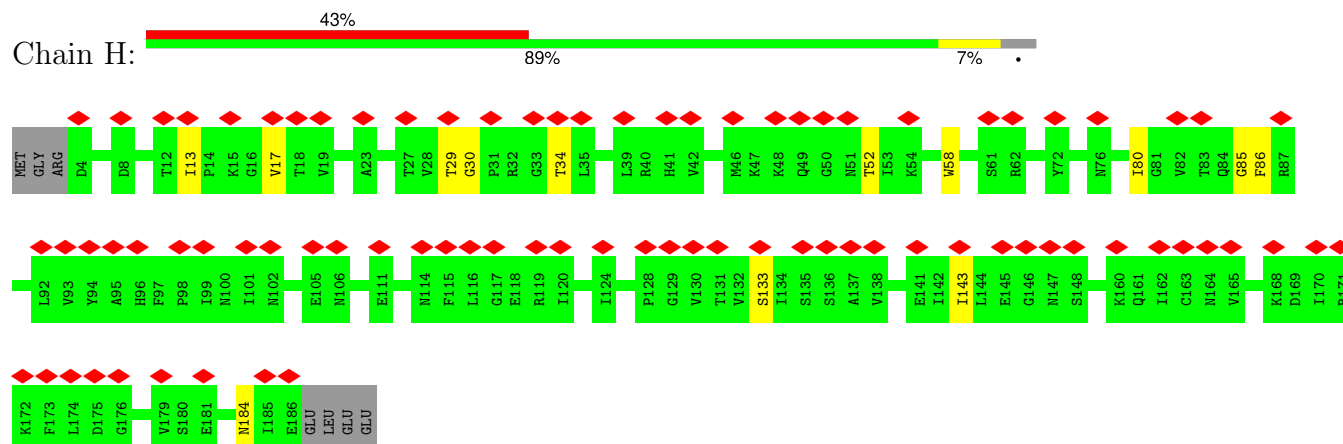 43%
Chain H:
89% 7% •
MET GLY ARG D4 D8 T12 I13 P14 K15 G16 V17 T18 V19 A23 T27 V28 T29 G30 P31 R32 G33 T34 L35 L39 R40 H41 V42 M46 K47 K48 Q49 G50 N51 T52 I53 K54 W58 S61 R62 Y72 N76 I80 G81 V82 T83 Q84 G85 F86 R87
L92 V93 Y94 A95 H96 F97 P98 I99 N100 I101 N102 E105 N106 E111 N114 F115 L116 G117 E118 R119 I120 I124 P128 G129 V130 T131 V132 S133 I134 S135 S136 A137 V138 E141 I142 I143 L144 E145 G146 N147 S148 K160 Q161 I162 C163 N164 V165 K168 D169 I170 R171
K172 F173 L174 D175 G176 V179 S180 E181 N184 I185 E186 GLU LEU GLU GLU